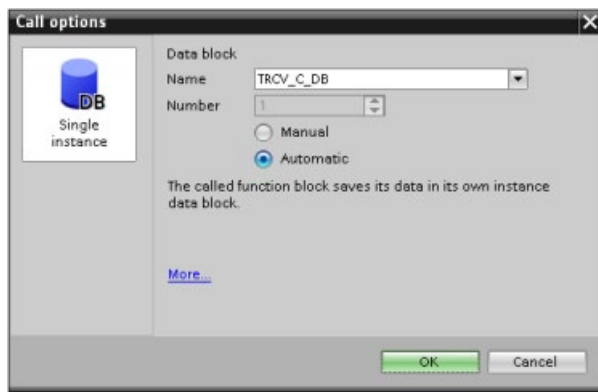 Call options
DB
Single
instance
Data block
Name
TRCV_C_DB
Number
1
Manual
Automatic
The called function block saves its data in its own instance
data block.
More...
OK
Cancel